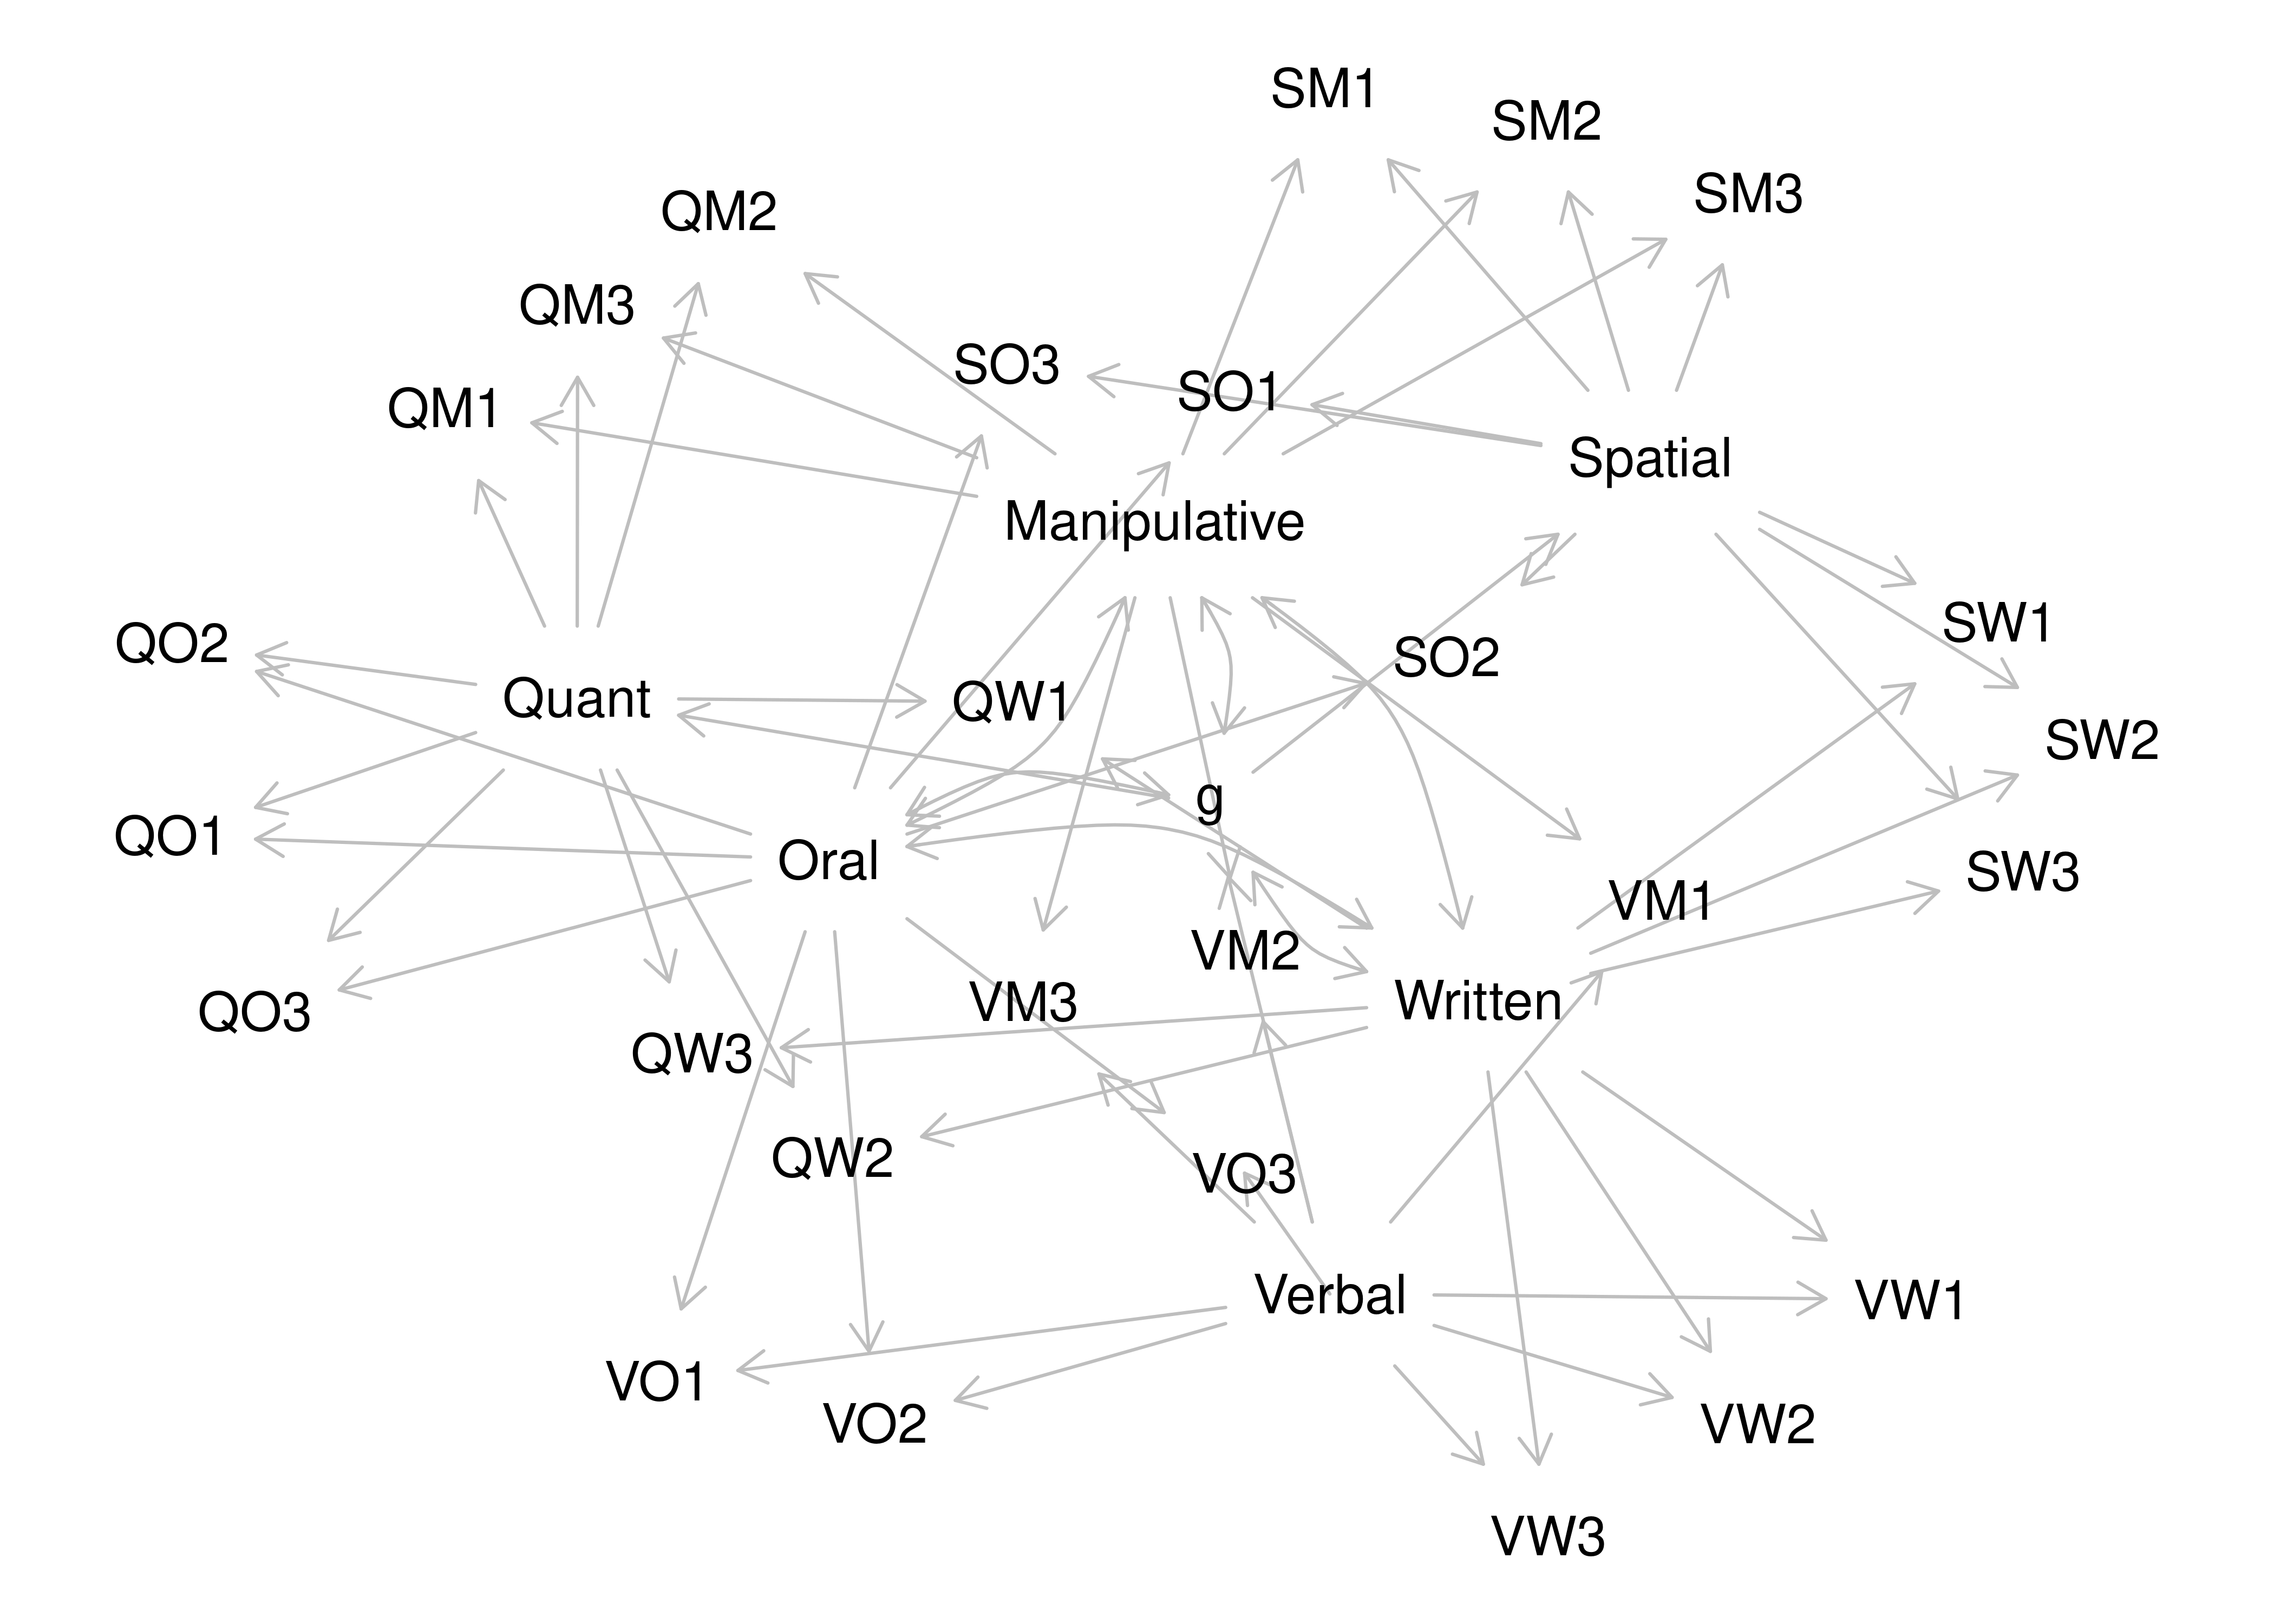 SM1
SM2
SM3
QM2
QM3
SO3
SO1
QM1
Spatial
Manipulative
SW1
QO2
SO2
Quant
QW1
SW2
g
QO1
Oral
SW3
VM1
VM2
Written
VM3
QO3
QW3
QW2
VO3
Verbal
VW1
VO1
VO2
VW2
VW3